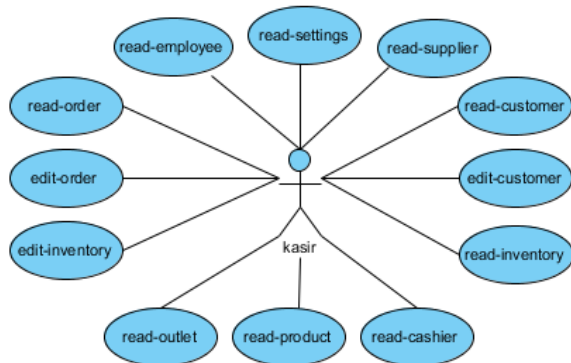 read-settings
read-employee
read-supplier
read-order
read-customer
edit-order
edit-customer
edit-inventory
read-inventory
kasir
read-outlet
read-product
read-cashier